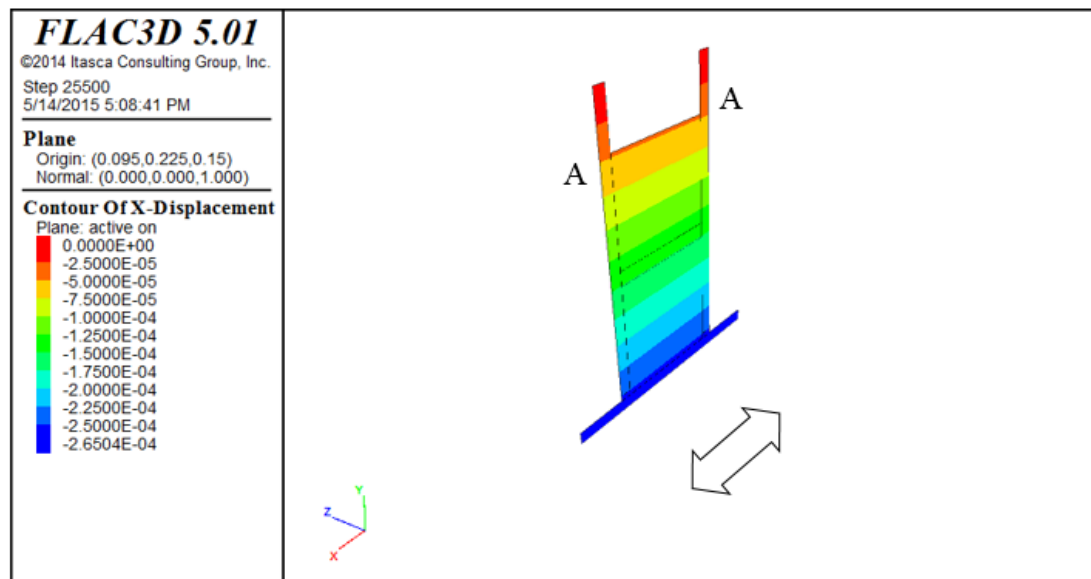 FLAC3D 5.01
©2014 Itasca Consulting Group, Inc.
Step 25500
5/14/2015 5:08:41 PM
Plane
Origin: (0.095,0.225,0.15)
Normal: (0.000,0.000,1.000)
Contour Of X-Displacement
Plane: active on
0.0000E+00
-2.5000E-05
-5.0000E-05
-7.5000E-05
-1.0000E-04
-1.2500E-04
-1.5000E-04
-1.7500E-04
-2.0000E-04
-2.2500E-04
-2.5000E-04
-2.6504E-04
A
A
Y
Z
X